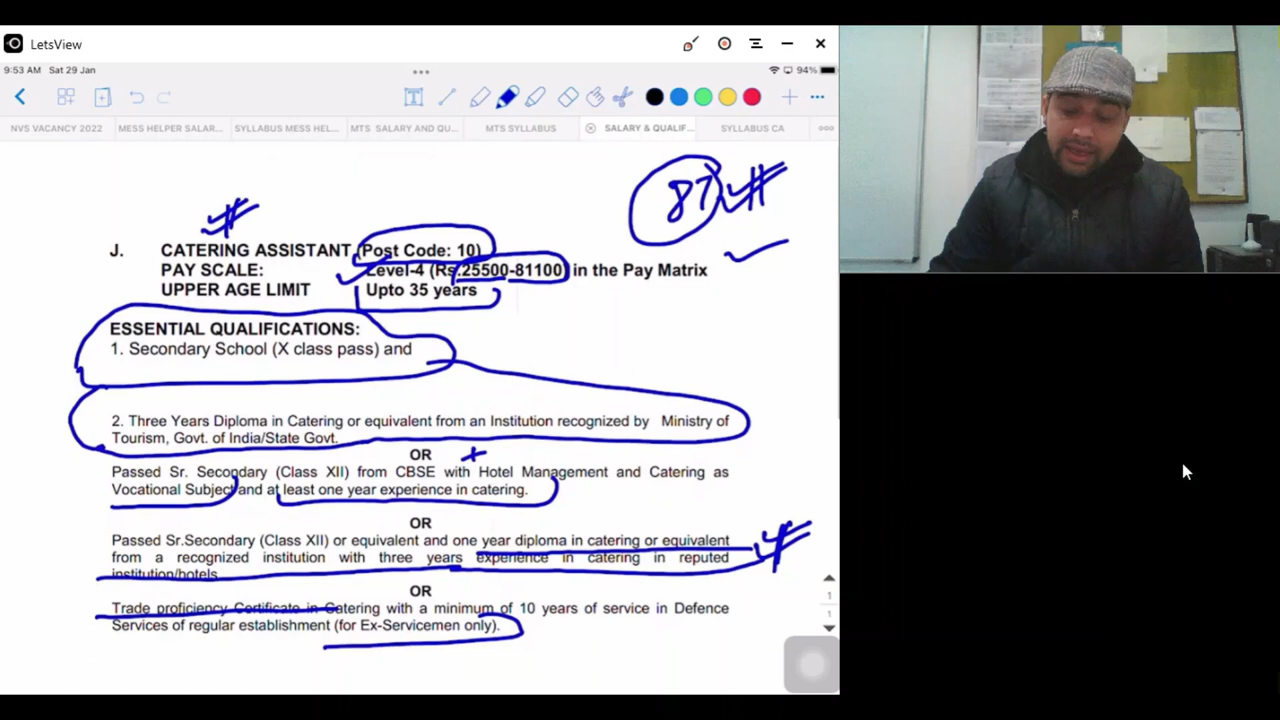 LetsView
9:53 AM Sat 29 Jan
94%
NVS VACANCY 2022 MESS HELPER SALAR... SYLLABUS MESS HEL... MTS SALARY AND QU... MTS SYLLABUS SALARY & QUALIF... SYLLABUS CA
87
J. CATERING ASSISTANT (Post Code: 10)
PAY SCALE: Level-4 (Rs.25500-81100) in the Pay Matrix
UPPER AGE LIMIT Upto 35 years
ESSENTIAL QUALIFICATIONS:
1. Secondary School (X class pass) and
2. Three Years Diploma in Catering or equivalent from an Institution recognized by Ministry of
Tourism, Govt. of India/State Govt.
OR
Passed Sr. Secondary (Class XII) from CBSE with Hotel Management and Catering as
Vocational Subject and at least one year experience in catering.
OR
Passed Sr.Secondary (Class XII) or equivalent and one year diploma in catering or equivalent
from a recognized institution with three years experience in catering in reputed
institution/hotels
OR
Trade proficiency Certificate in Catering with a minimum of 10 years of service in Defence
Services of regular establishment (for Ex-Servicemen only).
1
1